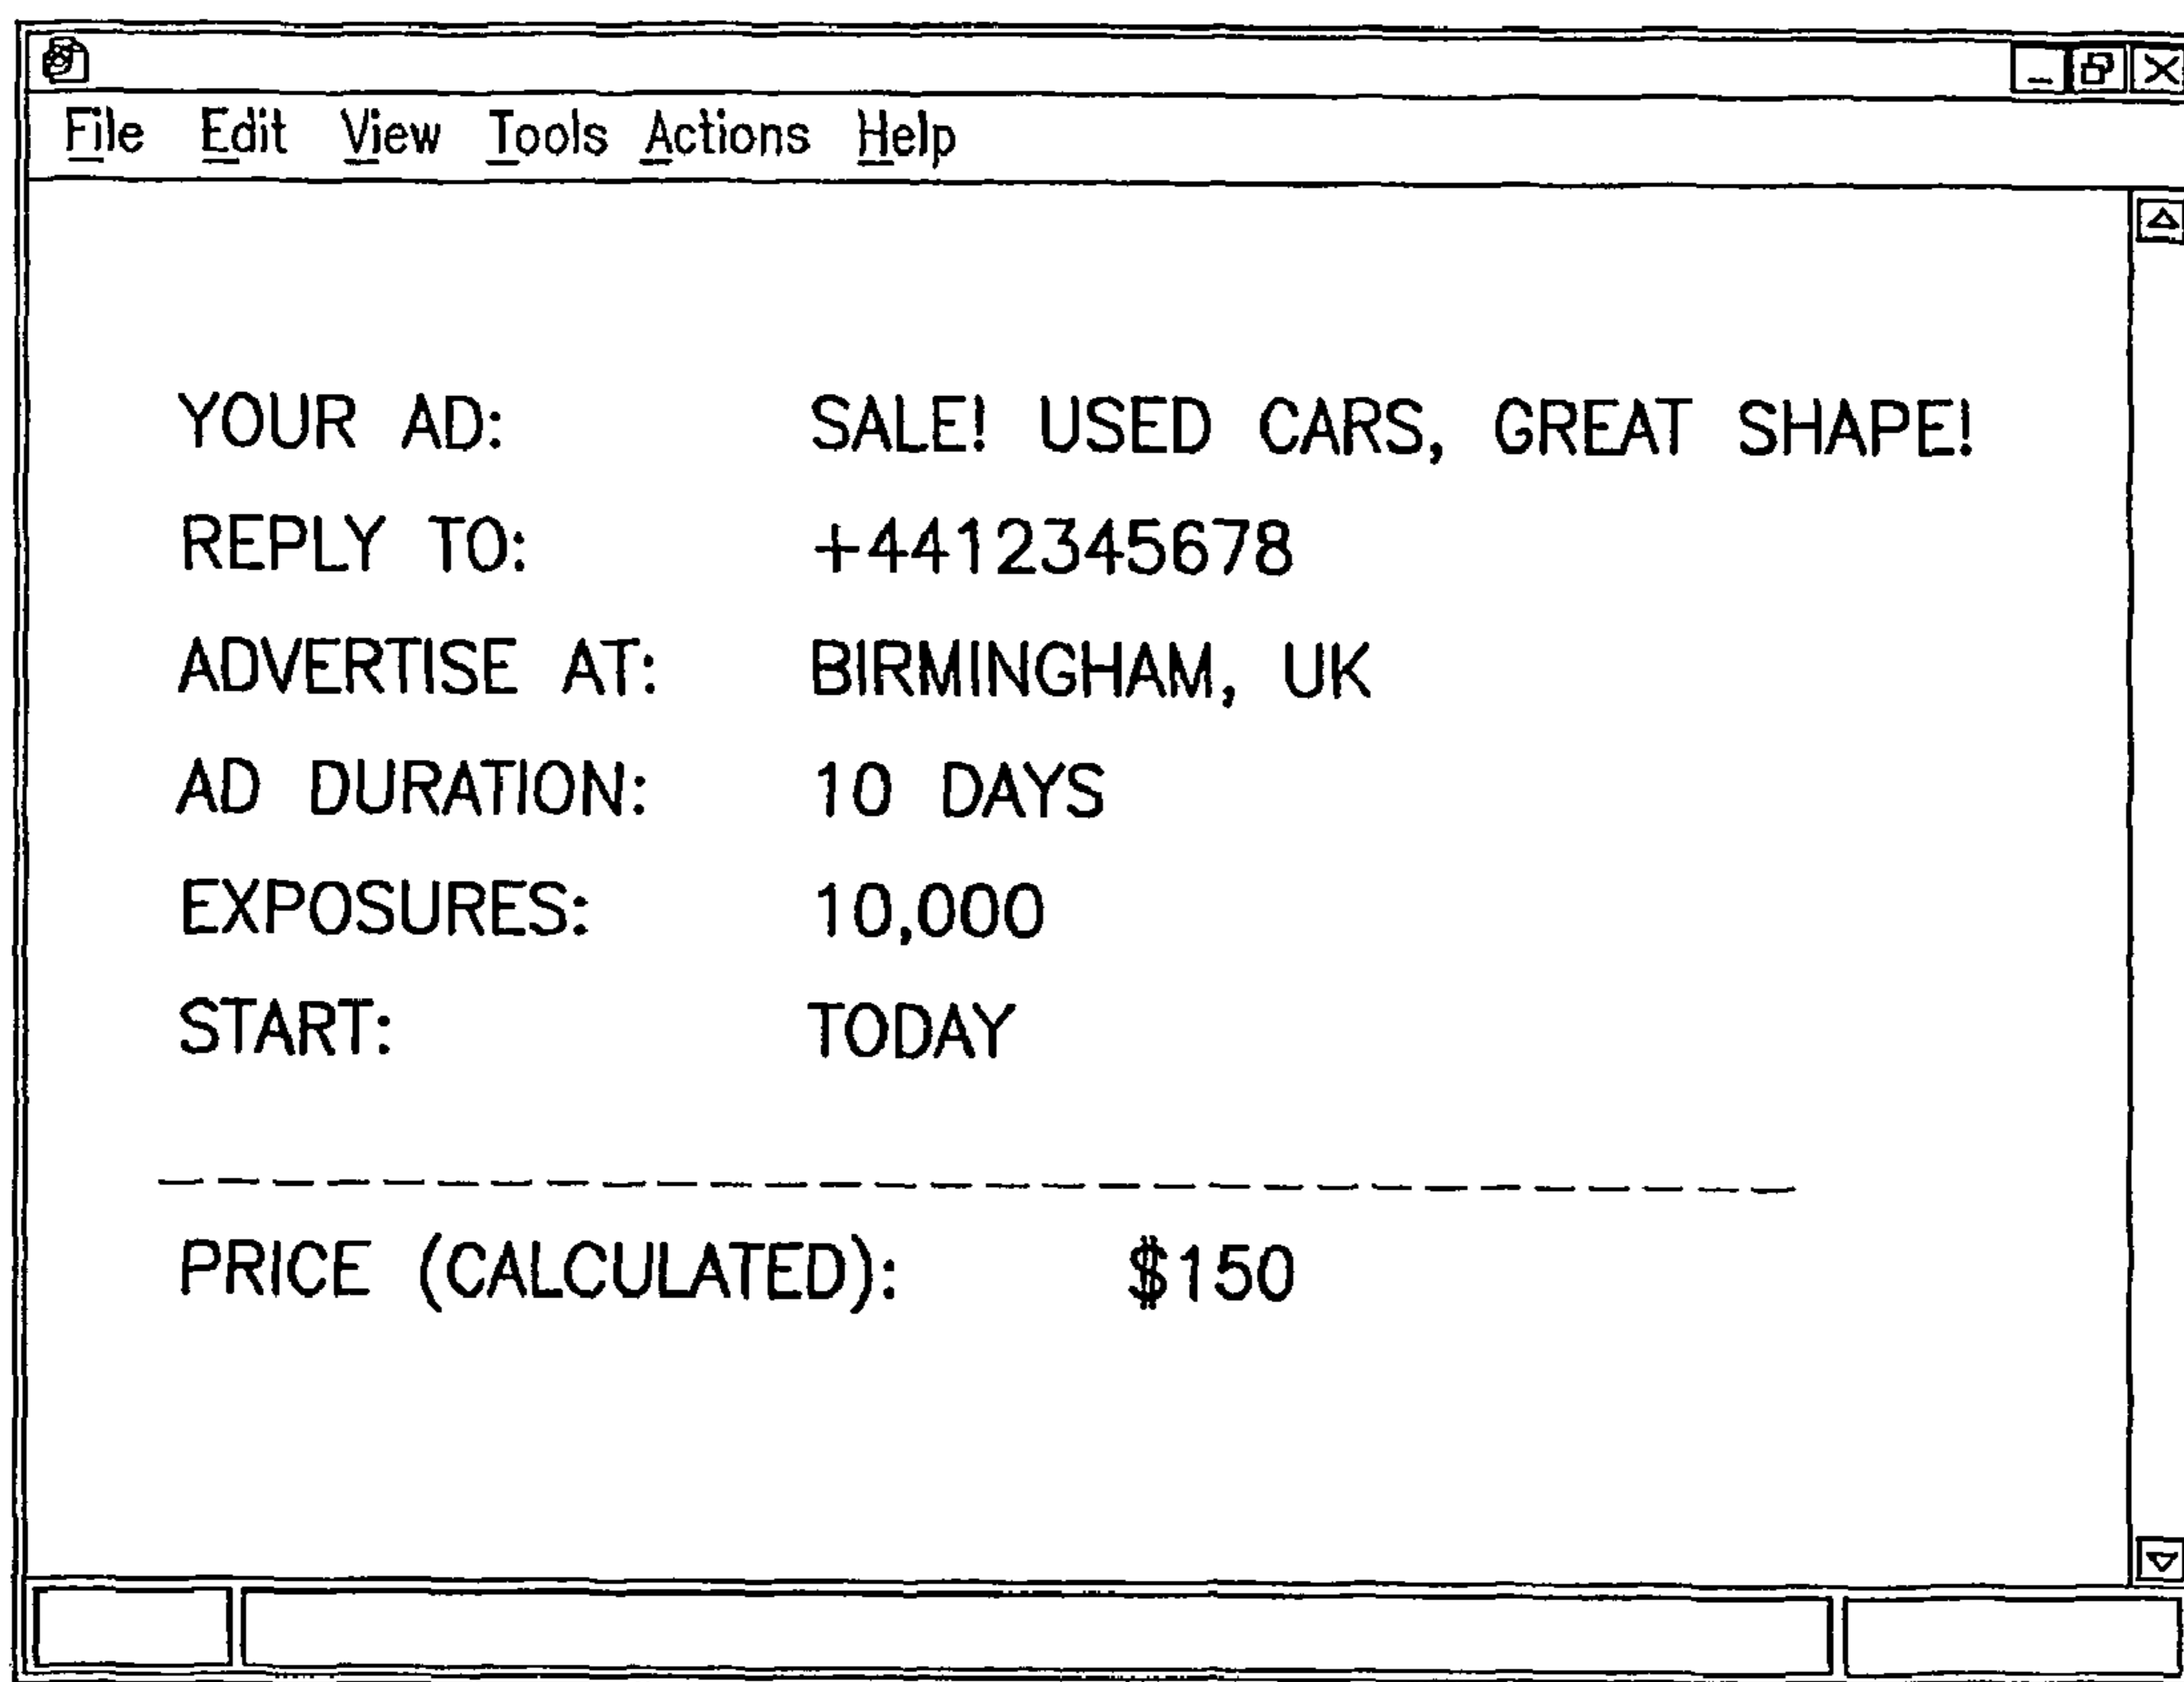 File Edit View Tools Actions Help
YOUR AD: SALE! USED CARS, GREAT SHAPE!
REPLY TO: +4412345678
ADVERTISE AT: BIRMINGHAM, UK
AD DURATION: 10 DAYS
EXPOSURES: 10,000
START: TODAY
PRICE (CALCULATED): $150